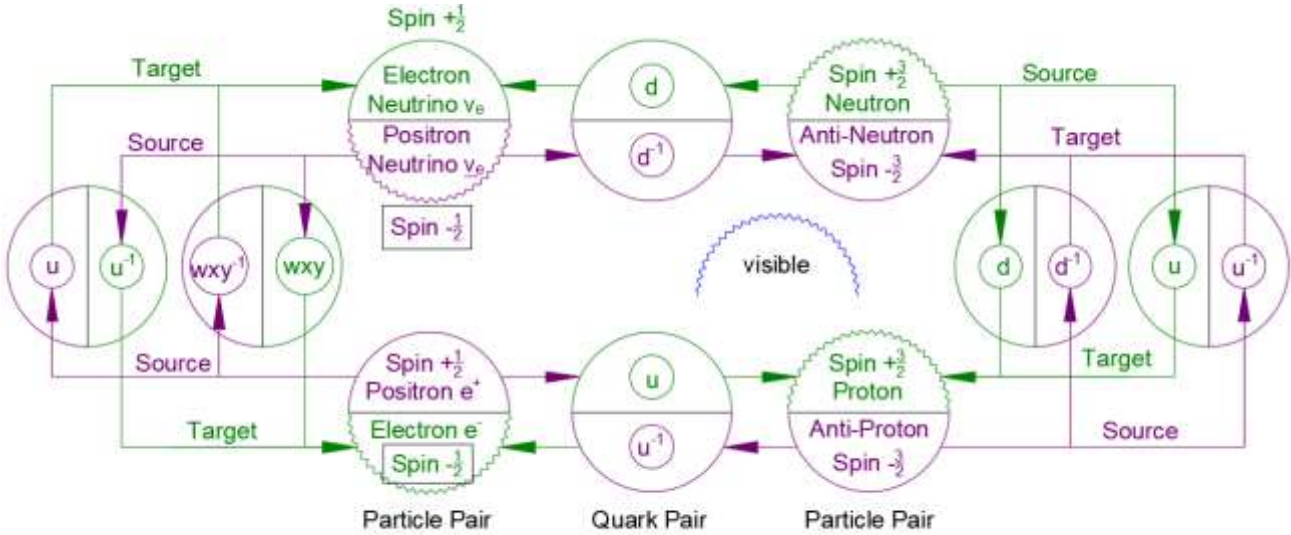 Spin +½
Target
Electron
Neutrino νe
d
Spin +3/2
Neutron
Source
Source
Positron
Neutrino νe
d⁻¹
Anti-Neutron
Spin -3/2
Target
Spin -½
visible
u
u⁻¹
wxy⁻¹
wxy
d
d⁻¹
u
u⁻¹
Source
Spin +½
Positron e⁺
u
Spin +3/2
Proton
Target
Target
Electron e⁻
Spin -3/2
u⁻¹
Anti-Proton
Spin -3/2
Source
Particle Pair
Quark Pair
Particle Pair